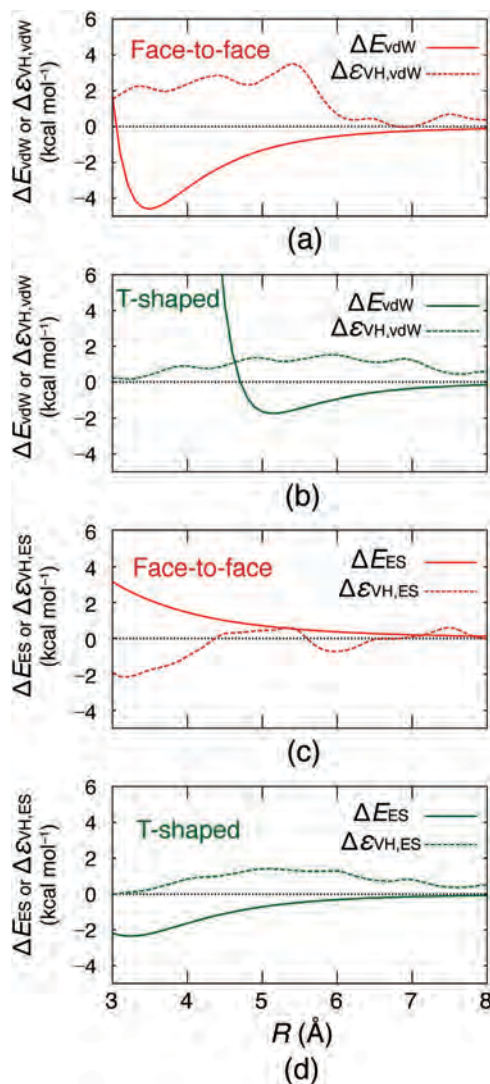 ΔEvdW or ΔεVH,vdW
(kcal mol⁻¹)
6
4
2
0
−2
−4
Face-to-face
ΔEvdW
ΔεVH,vdW
(a)
ΔEvdW or ΔεVH,vdW
(kcal mol⁻¹)
6
4
2
0
−2
−4
T-shaped
ΔEvdW
ΔεVH,vdW
(b)
ΔEES or ΔεVH,ES
(kcal mol⁻¹)
6
4
2
0
−2
−4
Face-to-face
ΔEES
ΔεVH,ES
(c)
ΔEES or ΔεVH,ES
(kcal mol⁻¹)
6
4
2
0
−2
−4
T-shaped
ΔEES
ΔεVH,ES
3 4 5 6 7 8
R (Å)
(d)